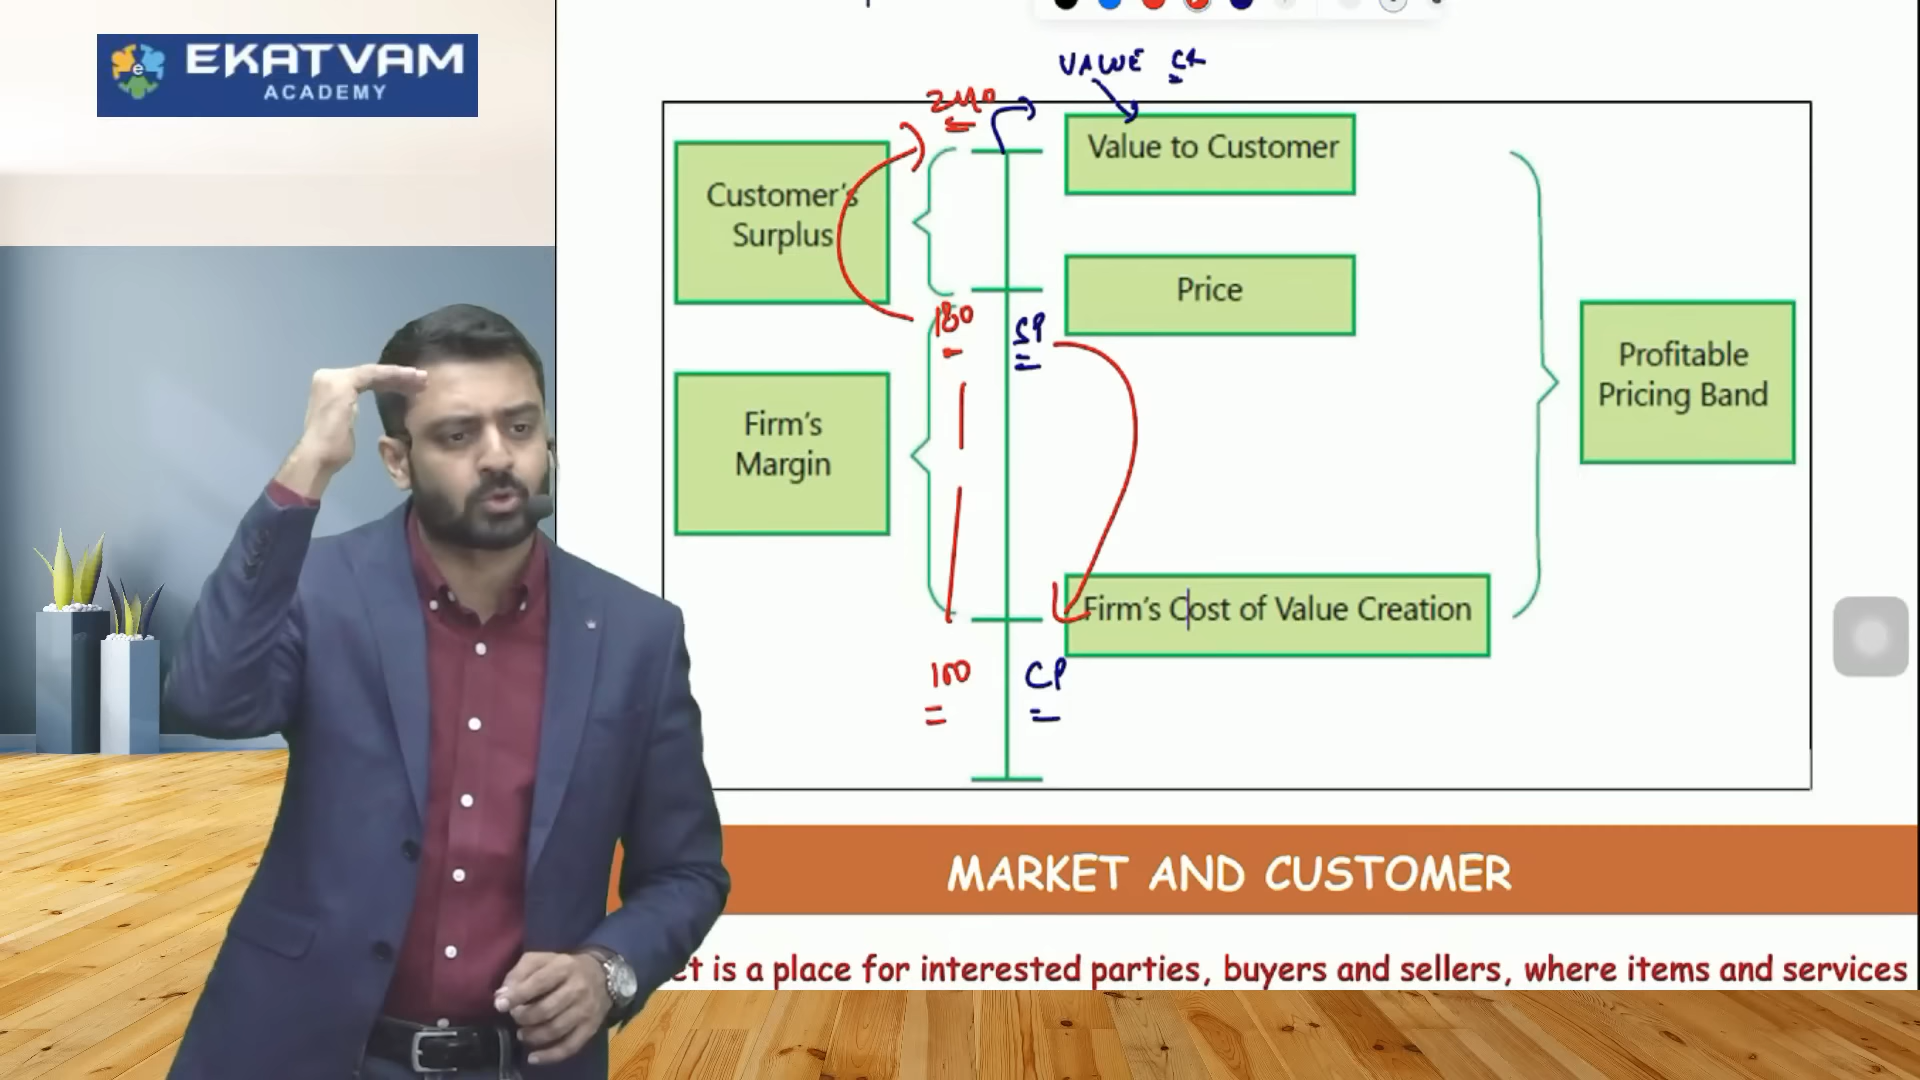 EKATVAM
ACADEMY
VALUE CR
240
Value to Customer
Customer's
Surplus
Price
180
SP
Profitable
Pricing Band
Firm's
Margin
Firm's Cost of Value Creation
100
CP
MARKET AND CUSTOMER
et is a place for interested parties, buyers and sellers, where items and services